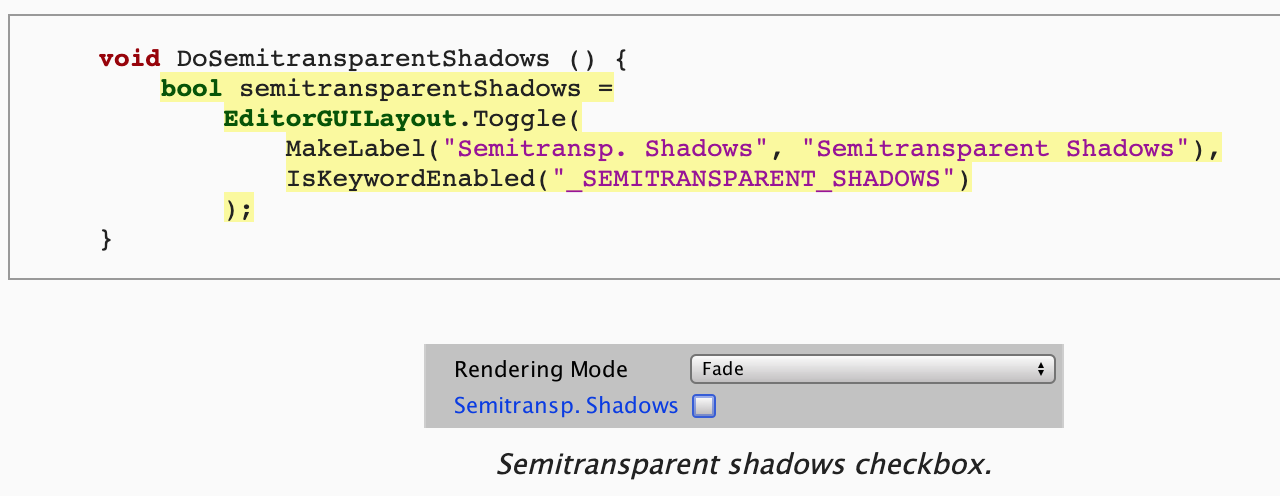 void DoSemitransparentShadows () {
bool semitransparentShadows =
EditorGUILayout.Toggle(
MakeLabel("Semitransp. Shadows", "Semitransparent Shadows"),
IsKeywordEnabled("_SEMITRANSPARENT_SHADOWS")
);
}
Rendering Mode Fade
Semitransp. Shadows
Semitransparent shadows checkbox.